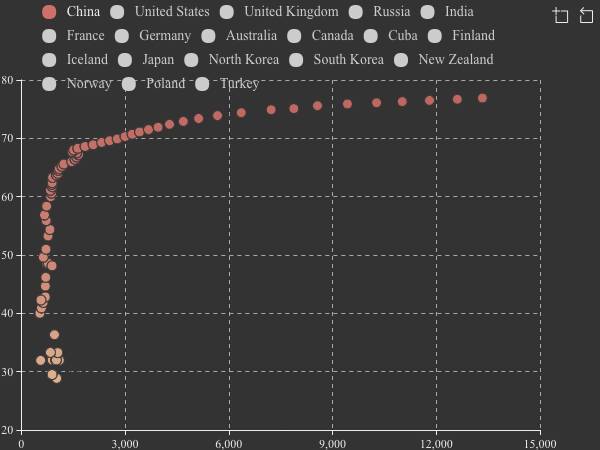 China United States United Kingdom Russia India
France Germany Australia Canada Cuba Finland
Iceland Japan North Korea South Korea New Zealand
Norway Poland Turkey
80
70
60
50
40
30
20
0 3,000 6,000 9,000 12,000 15,000